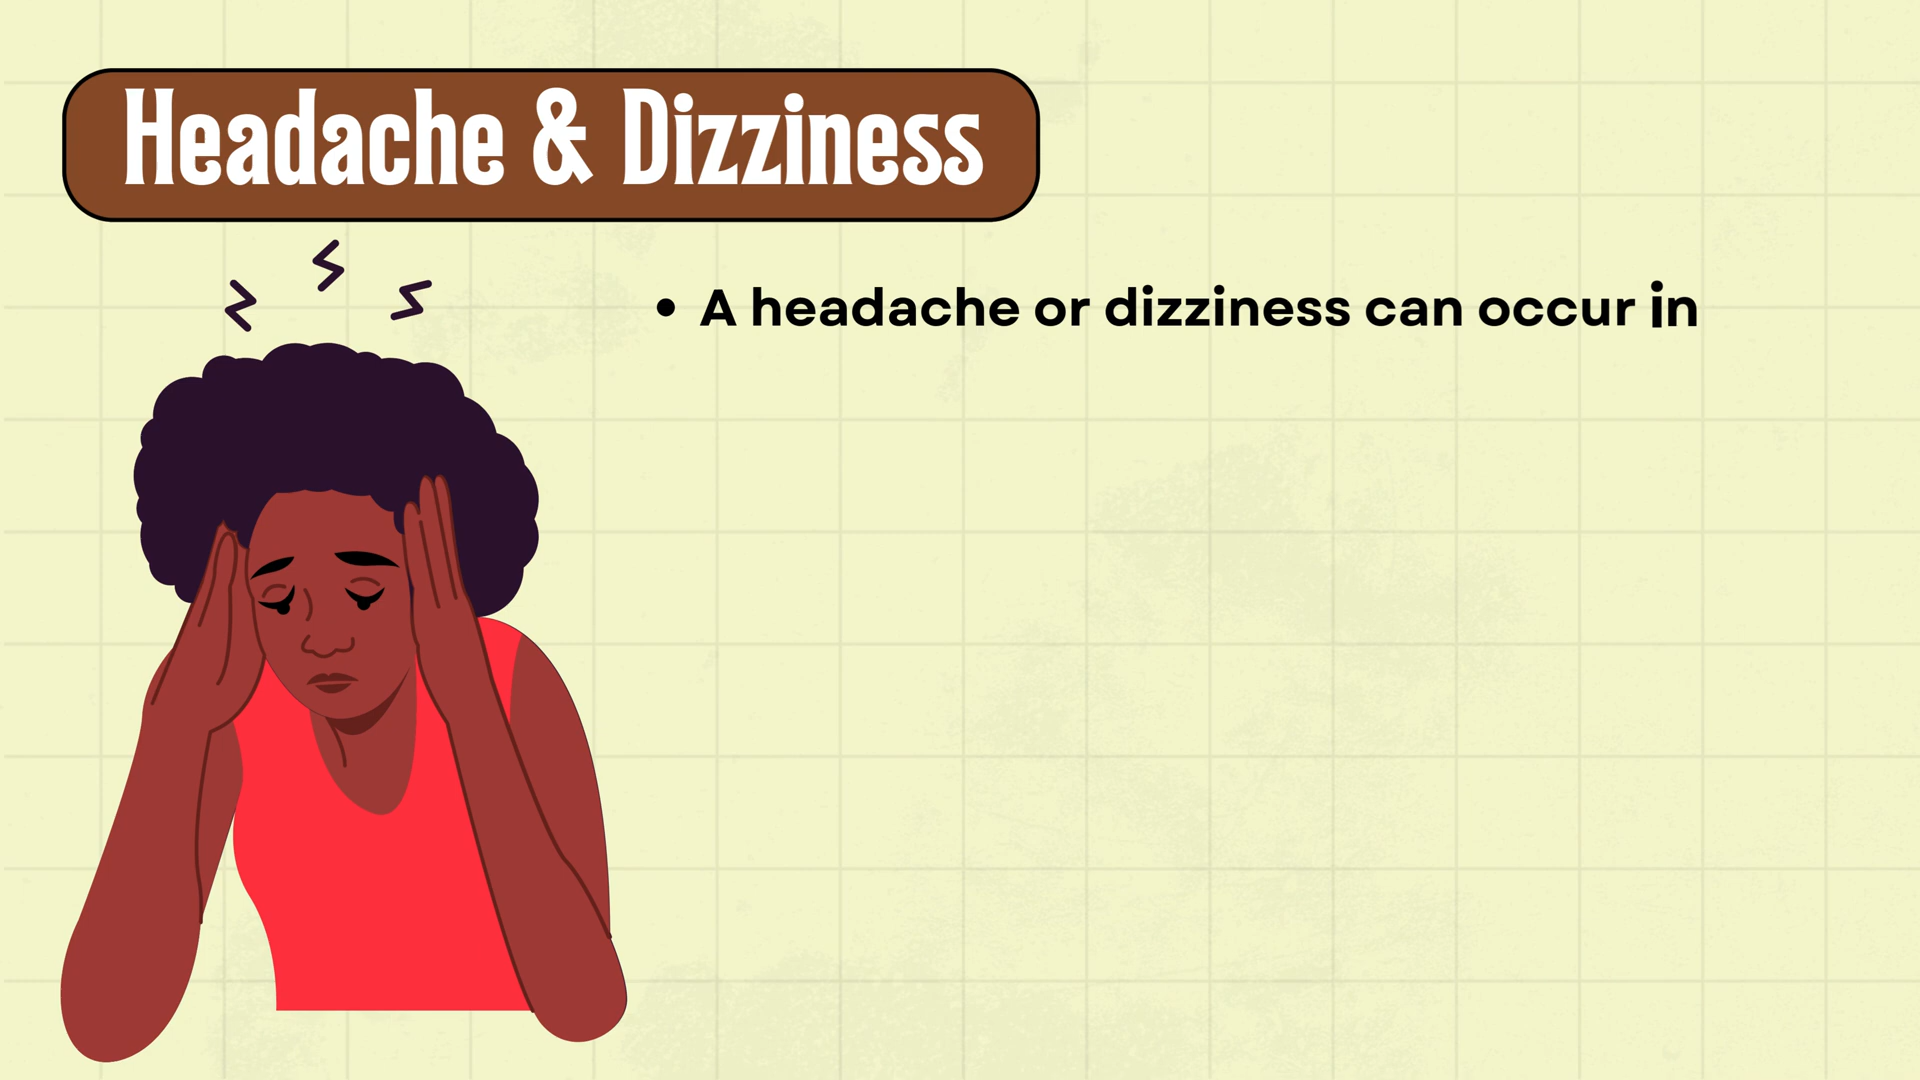 Headache & Dizziness
• A headache or dizziness can occur in